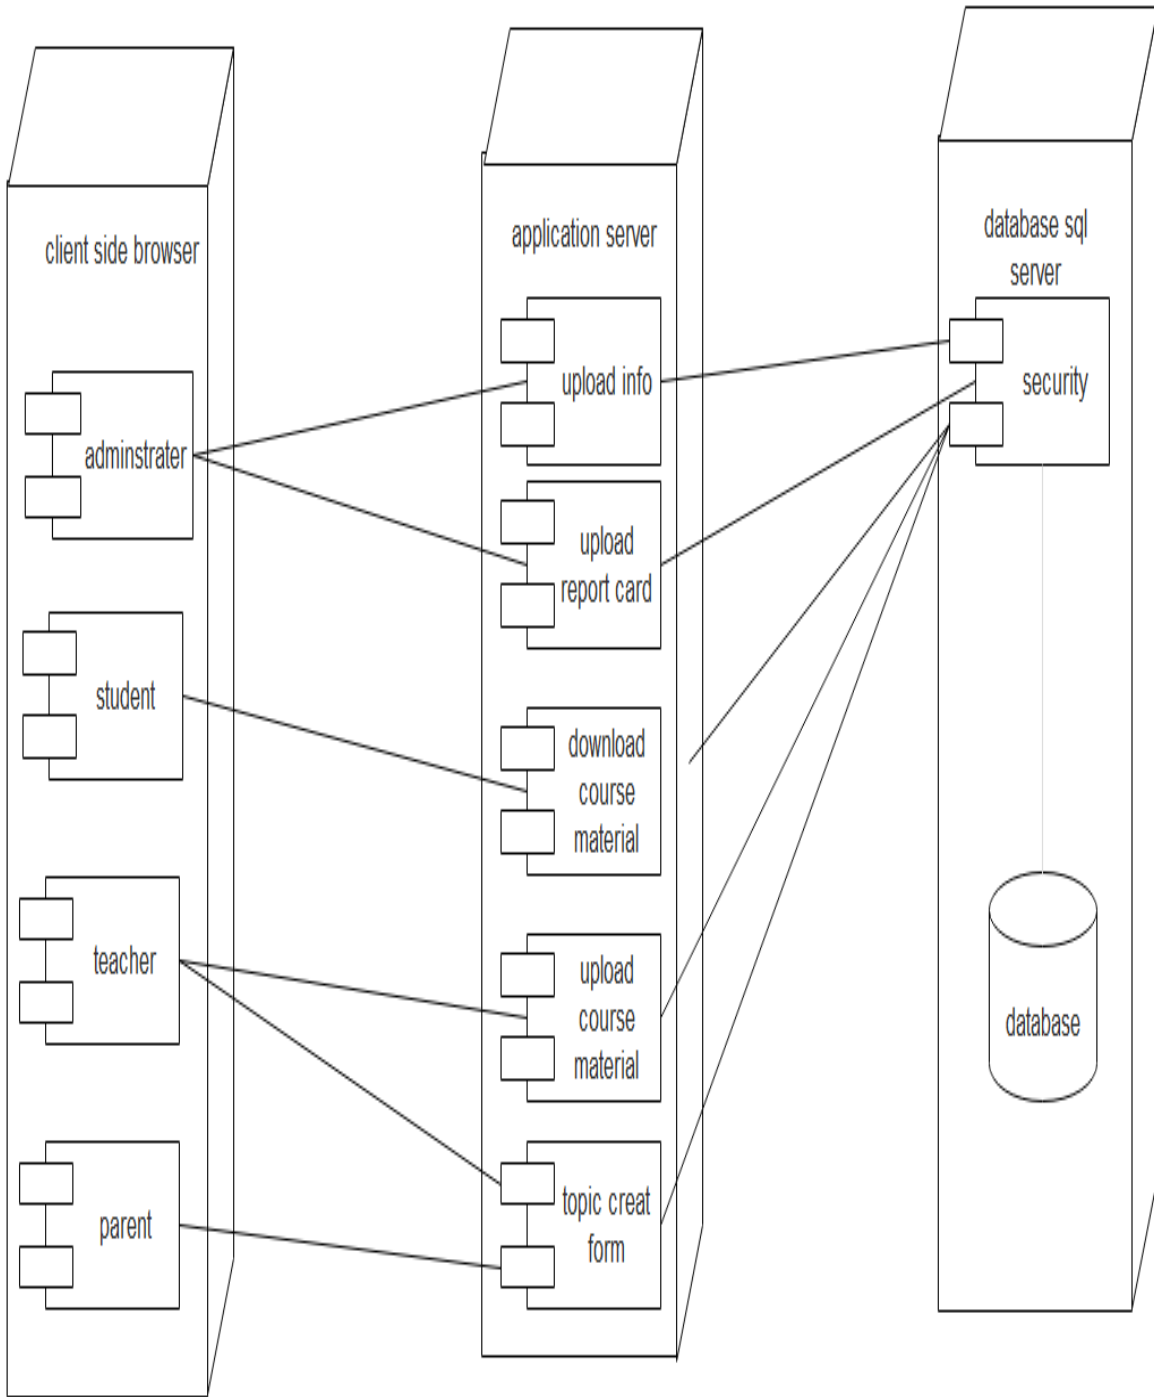 client side browser
adminstrater
student
teacher
parent
application server
upload info
upload
report card
download
course
material
upload
course
material
topic creat
form
database sql
server
security
database